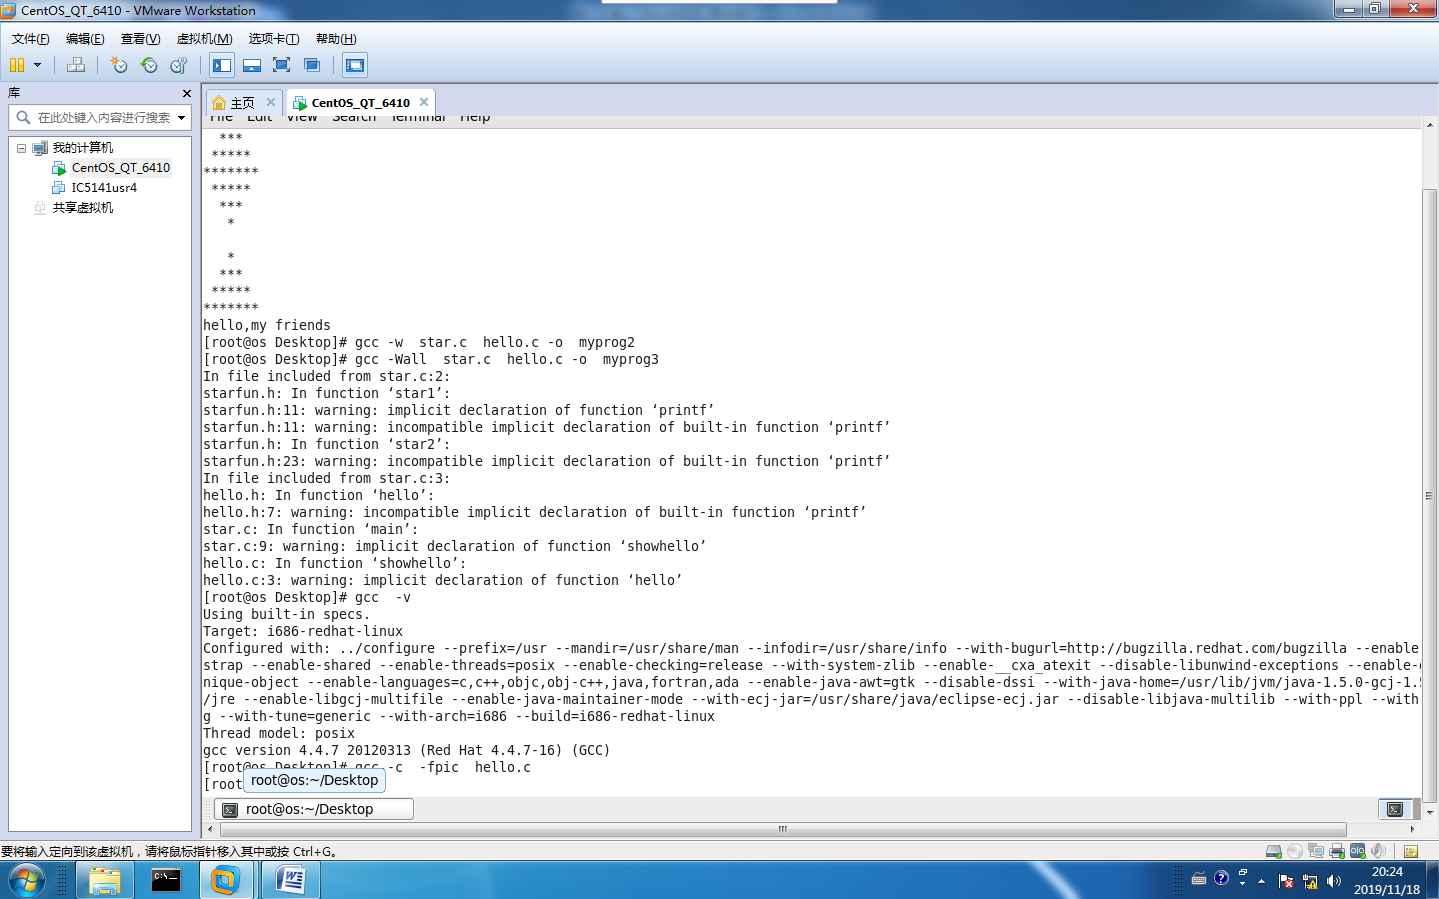 CentOS_QT_6410 - VMware Workstation
文件(F) 编辑(E) 查看(V) 虚拟机(M) 选项卡(T) 帮助(H)
库
在此处键入内容进行搜索
我的计算机
CentOS_QT_6410
IC5141usr4
共享虚拟机
主页
CentOS_QT_6410
File Edit View Search Terminal Help
***
*****
*******
*****
***
*
*
***
*****
*******
hello,my friends
[root@os Desktop]# gcc -w  star.c  hello.c -o  myprog2
[root@os Desktop]# gcc -Wall  star.c  hello.c -o  myprog3
In file included from star.c:2:
starfun.h: In function ‘star1’:
starfun.h:11: warning: implicit declaration of function ‘printf’
starfun.h:11: warning: incompatible implicit declaration of built-in function ‘printf’
starfun.h: In function ‘star2’:
starfun.h:23: warning: incompatible implicit declaration of built-in function ‘printf’
In file included from star.c:3:
hello.h: In function ‘hello’:
hello.h:7: warning: incompatible implicit declaration of built-in function ‘printf’
star.c: In function ‘main’:
star.c:9: warning: implicit declaration of function ‘showhello’
hello.c: In function ‘showhello’:
hello.c:3: warning: implicit declaration of function ‘hello’
[root@os Desktop]# gcc  -v
Using built-in specs.
Target: i686-redhat-linux
Configured with: ../configure --prefix=/usr --mandir=/usr/share/man --infodir=/usr/share/info --with-bugurl=http://bugzilla.redhat.com/bugzilla --enable
strap --enable-shared --enable-threads=posix --enable-checking=release --with-system-zlib --enable-__cxa_atexit --disable-libunwind-exceptions --enable-
nique-object --enable-languages=c,c++,objc,obj-c++,java,fortran,ada --enable-java-awt=gtk --disable-dssi --with-java-home=/usr/lib/jvm/java-1.5.0-gcj-1.5
/jre --enable-libgcj-multifile --enable-java-maintainer-mode --with-ecj-jar=/usr/share/java/eclipse-ecj.jar --disable-libjava-multilib --with-ppl --with
g --with-tune=generic --with-arch=i686 --build=i686-redhat-linux
Thread model: posix
gcc version 4.4.7 20120313 (Red Hat 4.4.7-16) (GCC)
[root@os Desktop]# gcc -c  -fpic  hello.c
[root
root@os:~/Desktop
root@os:~/Desktop
要将输入定向到该虚拟机，请将鼠标指针移入其中或按 Ctrl+G。
20:24
2019/11/18